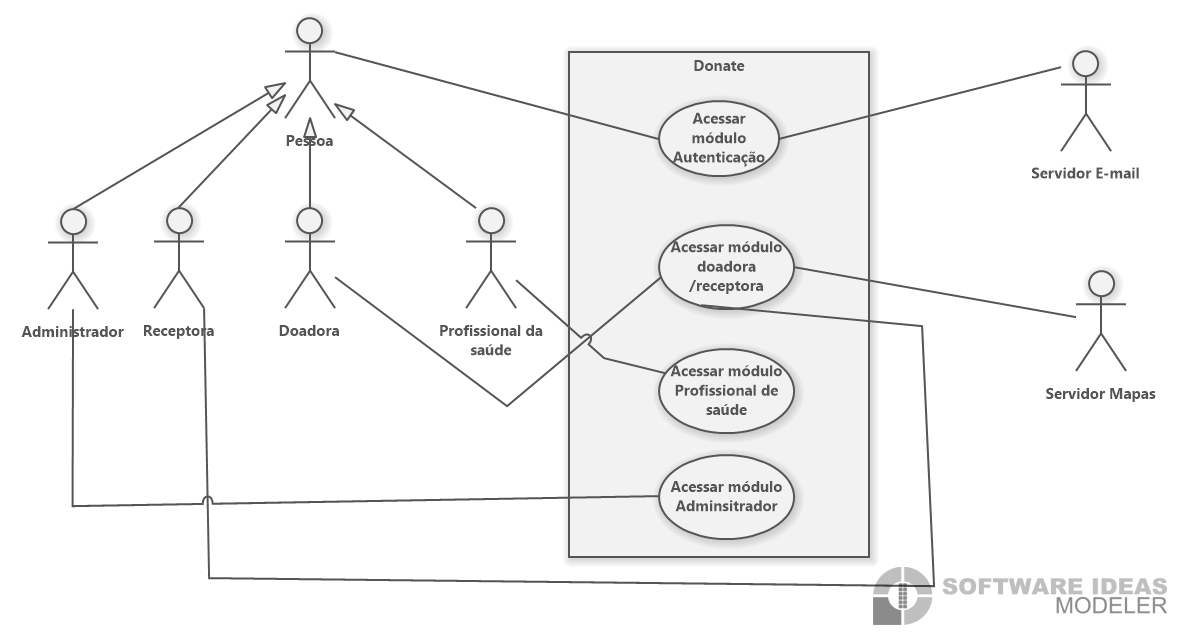 Donate
Acessar
módulo
Autenticação
Pessoa
Servidor E-mail
Acessar módulo
doadora
/receptora
Administrador
Receptora
Doadora
Profissional da
saúde
Acessar módulo
Profissional de
saúde
Servidor Mapas
Acessar módulo
Adminsitrador
SOFTWARE IDEAS
MODELER